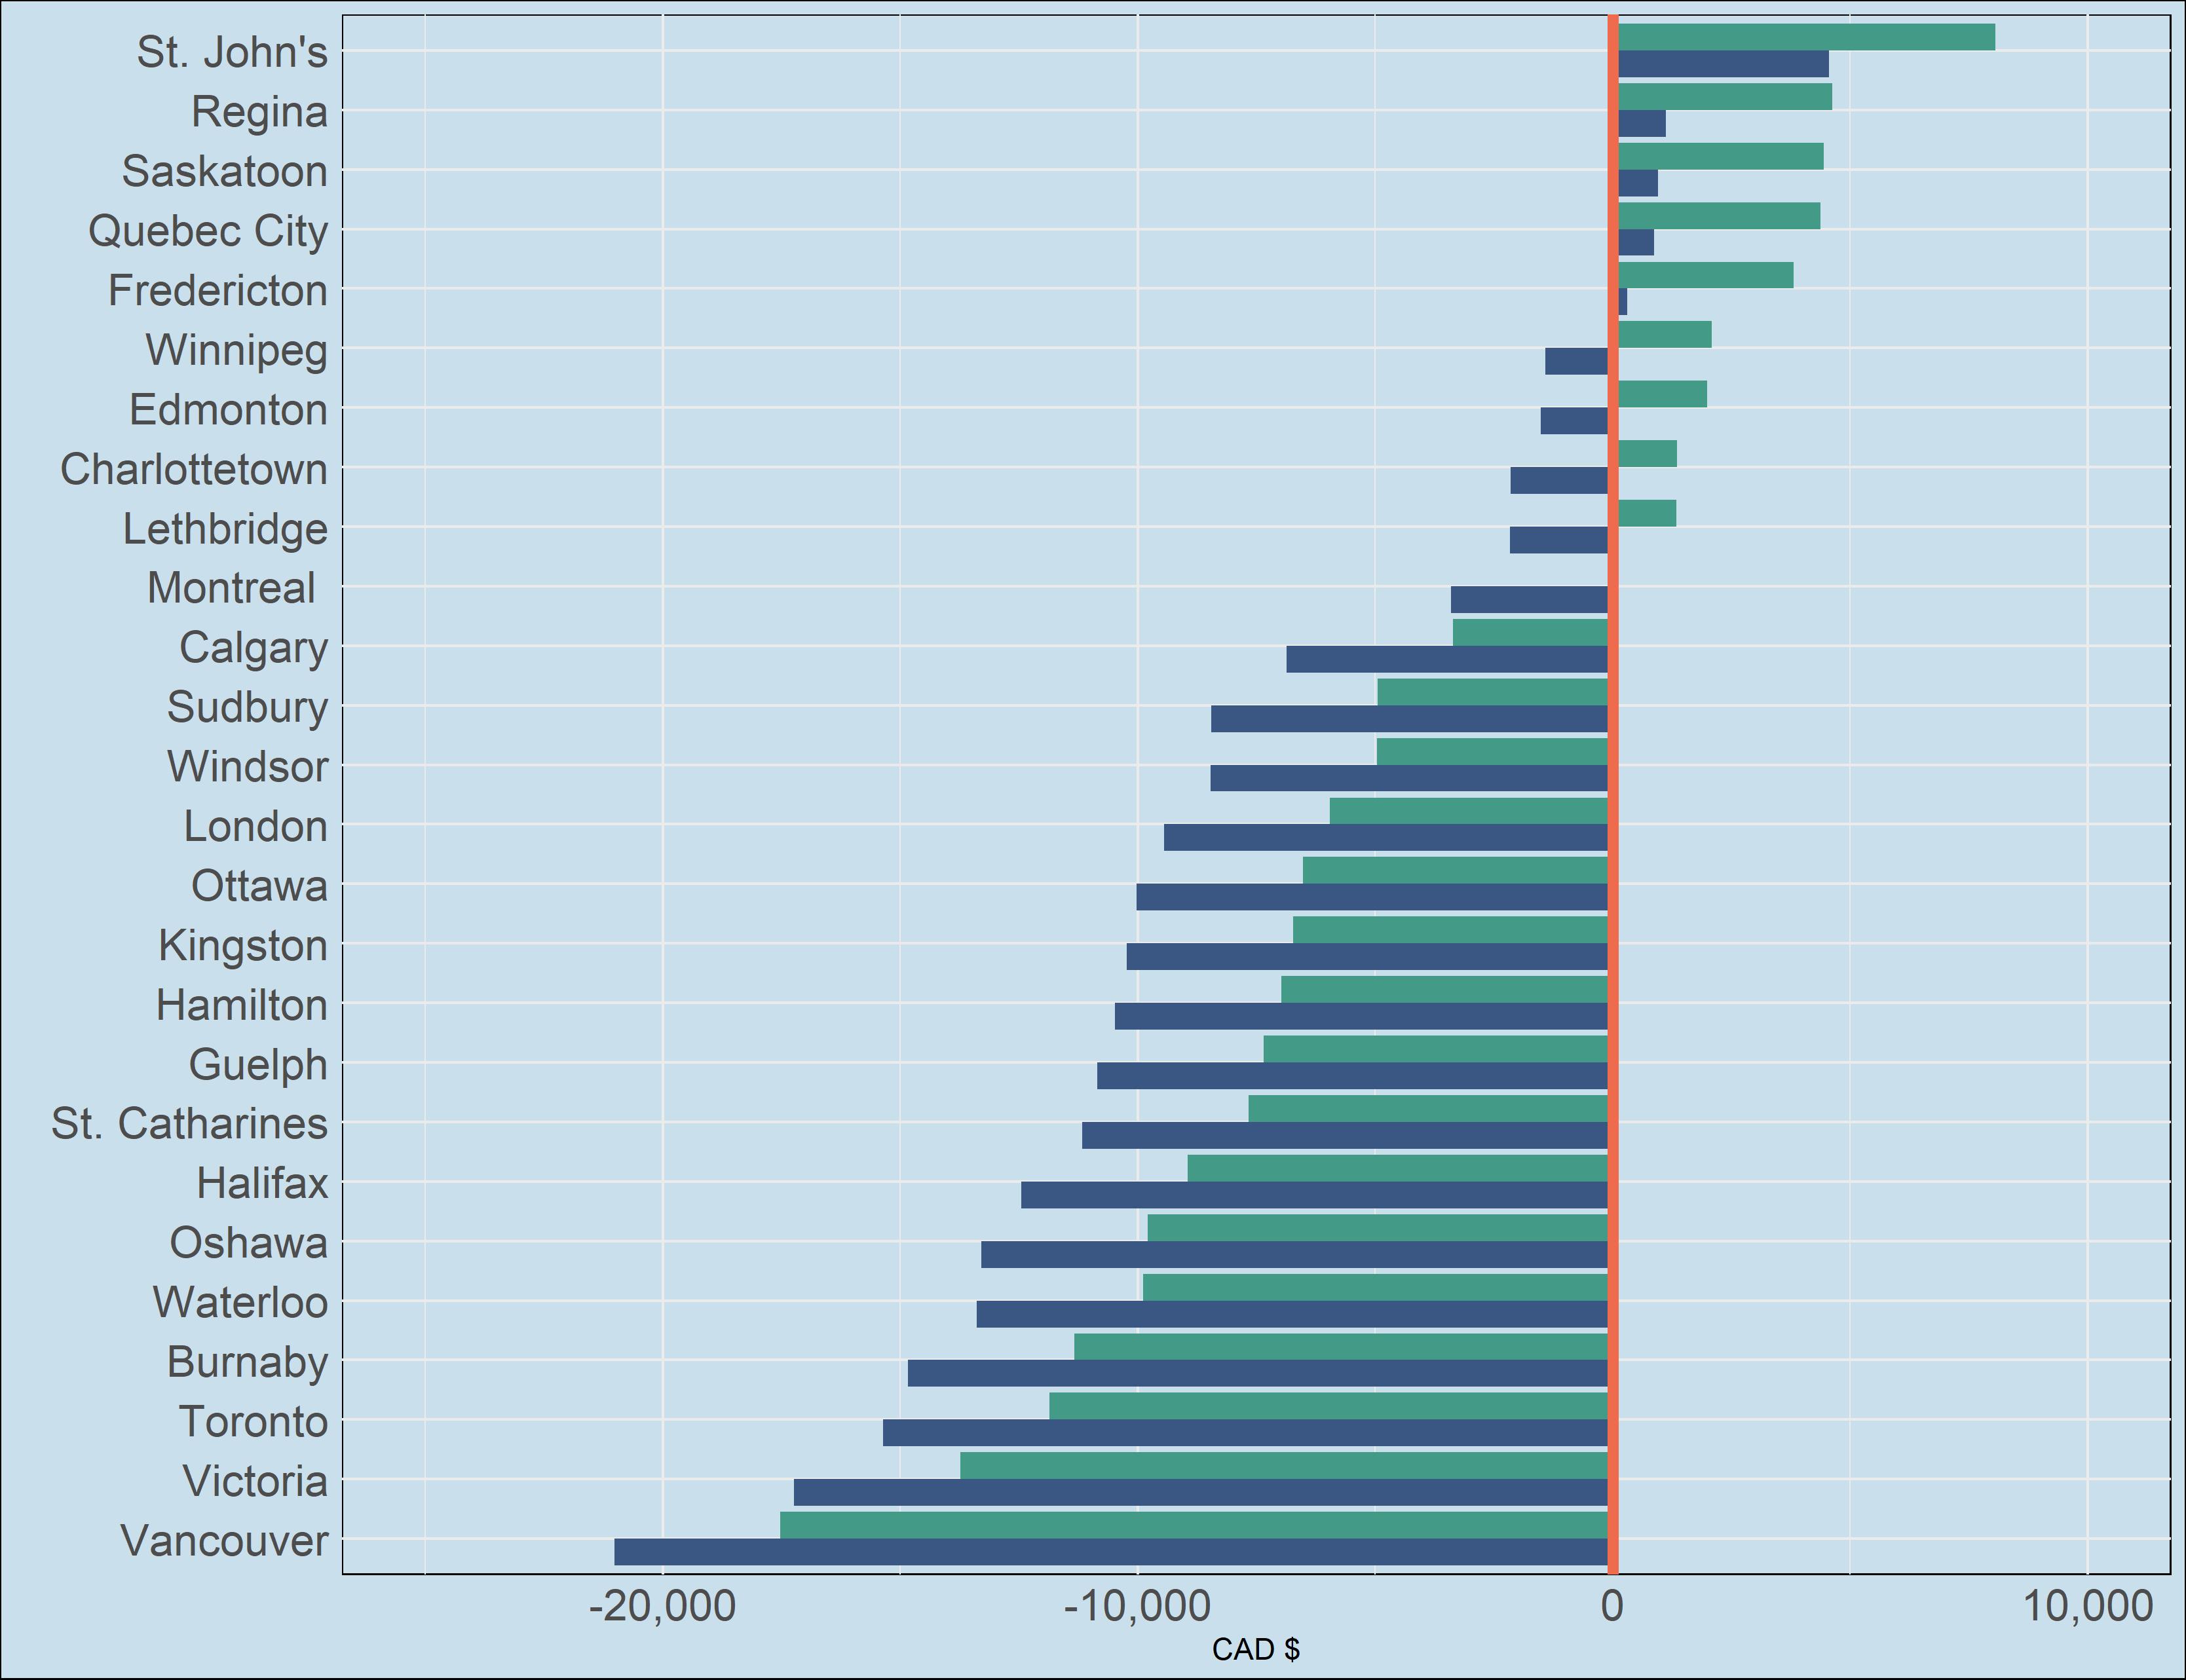 St. John's
Regina
Saskatoon
Quebec City
Fredericton
Winnipeg
Edmonton
Charlottetown
Lethbridge
Montreal
Calgary
Sudbury
Windsor
London
Ottawa
Kingston
Hamilton
Guelph
St. Catharines
Halifax
Oshawa
Waterloo
Burnaby
Toronto
Victoria
Vancouver
-20,000 -10,000 0 10,000
CAD $